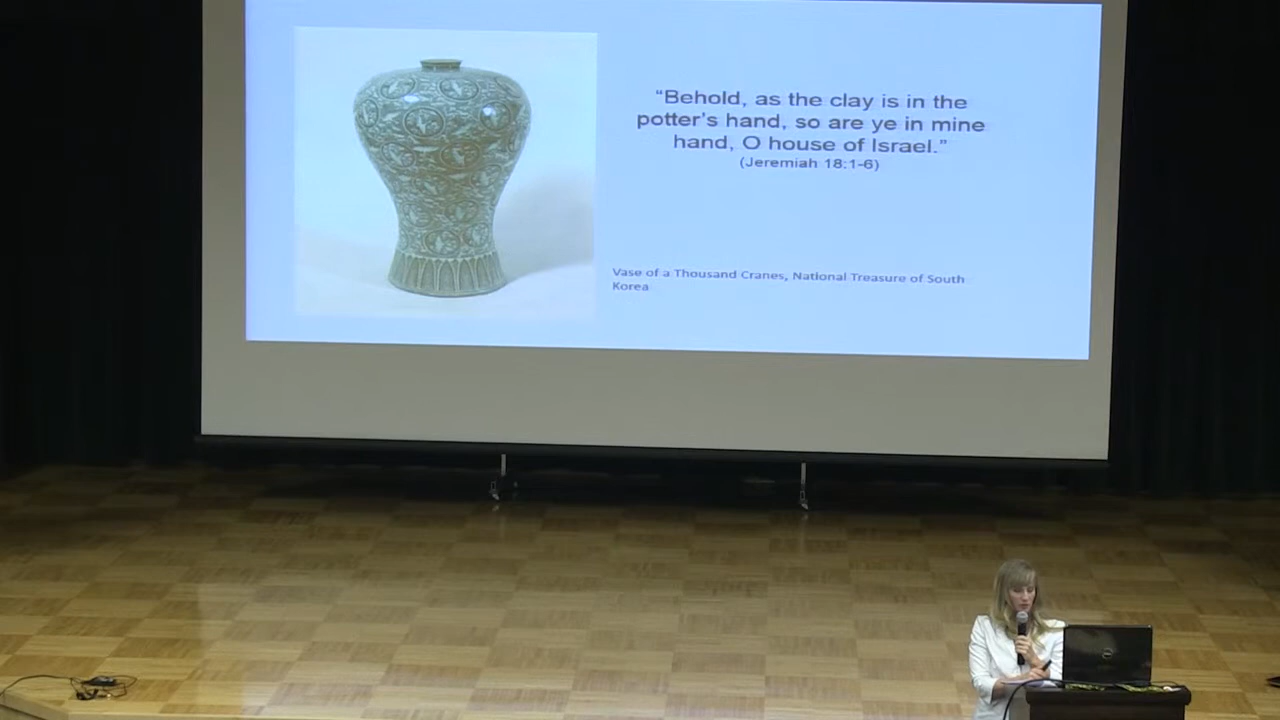 “Behold, as the clay is in the
potter’s hand, so are ye in mine
hand, O house of Israel.”
(Jeremiah 18:1-6)
Vase of a Thousand Cranes, National Treasure of South
Korea